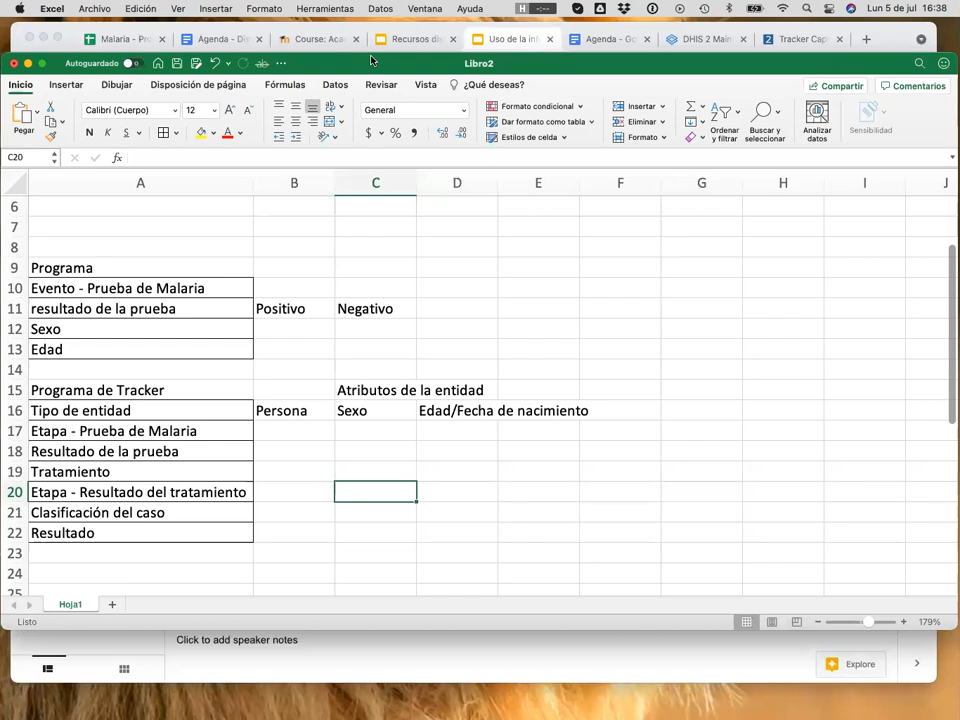 Excel Archivo Edición Ver Insertar Formato Herramientas Datos Ventana Ayuda Lun 5 de jul 16:38
Malaria - Pro Agenda - Di Course: Aca Recursos di Uso de la in Agenda - Go DHIS 2 Main Tracker Cap
Autoguardado Libro2
Inicio Insertar Dibujar Disposición de página Fórmulas Datos Revisar Vista ¿Qué deseas? Compartir Comentarios
Pegar Calibri (Cuerpo) 12 General Formato condicional Insertar
Dar formato como tabla Eliminar
N K S Estilos de celda Formato
Ordenar y filtrar Buscar y seleccionar Analizar datos Sensibilidad
C20 fx
A B C D E F G H I J
6
7
8
9 Programa
10 Evento - Prueba de Malaria
11 resultado de la prueba Positivo Negativo
12 Sexo
13 Edad
14
15 Programa de Tracker Atributos de la entidad
16 Tipo de entidad Persona Sexo Edad/Fecha de nacimiento
17 Etapa - Prueba de Malaria
18 Resultado de la prueba
19 Tratamiento
20 Etapa - Resultado del tratamiento
21 Clasificación del caso
22 Resultado
23
24
25
Hoja1
Listo 179%
Click to add speaker notes
Explore